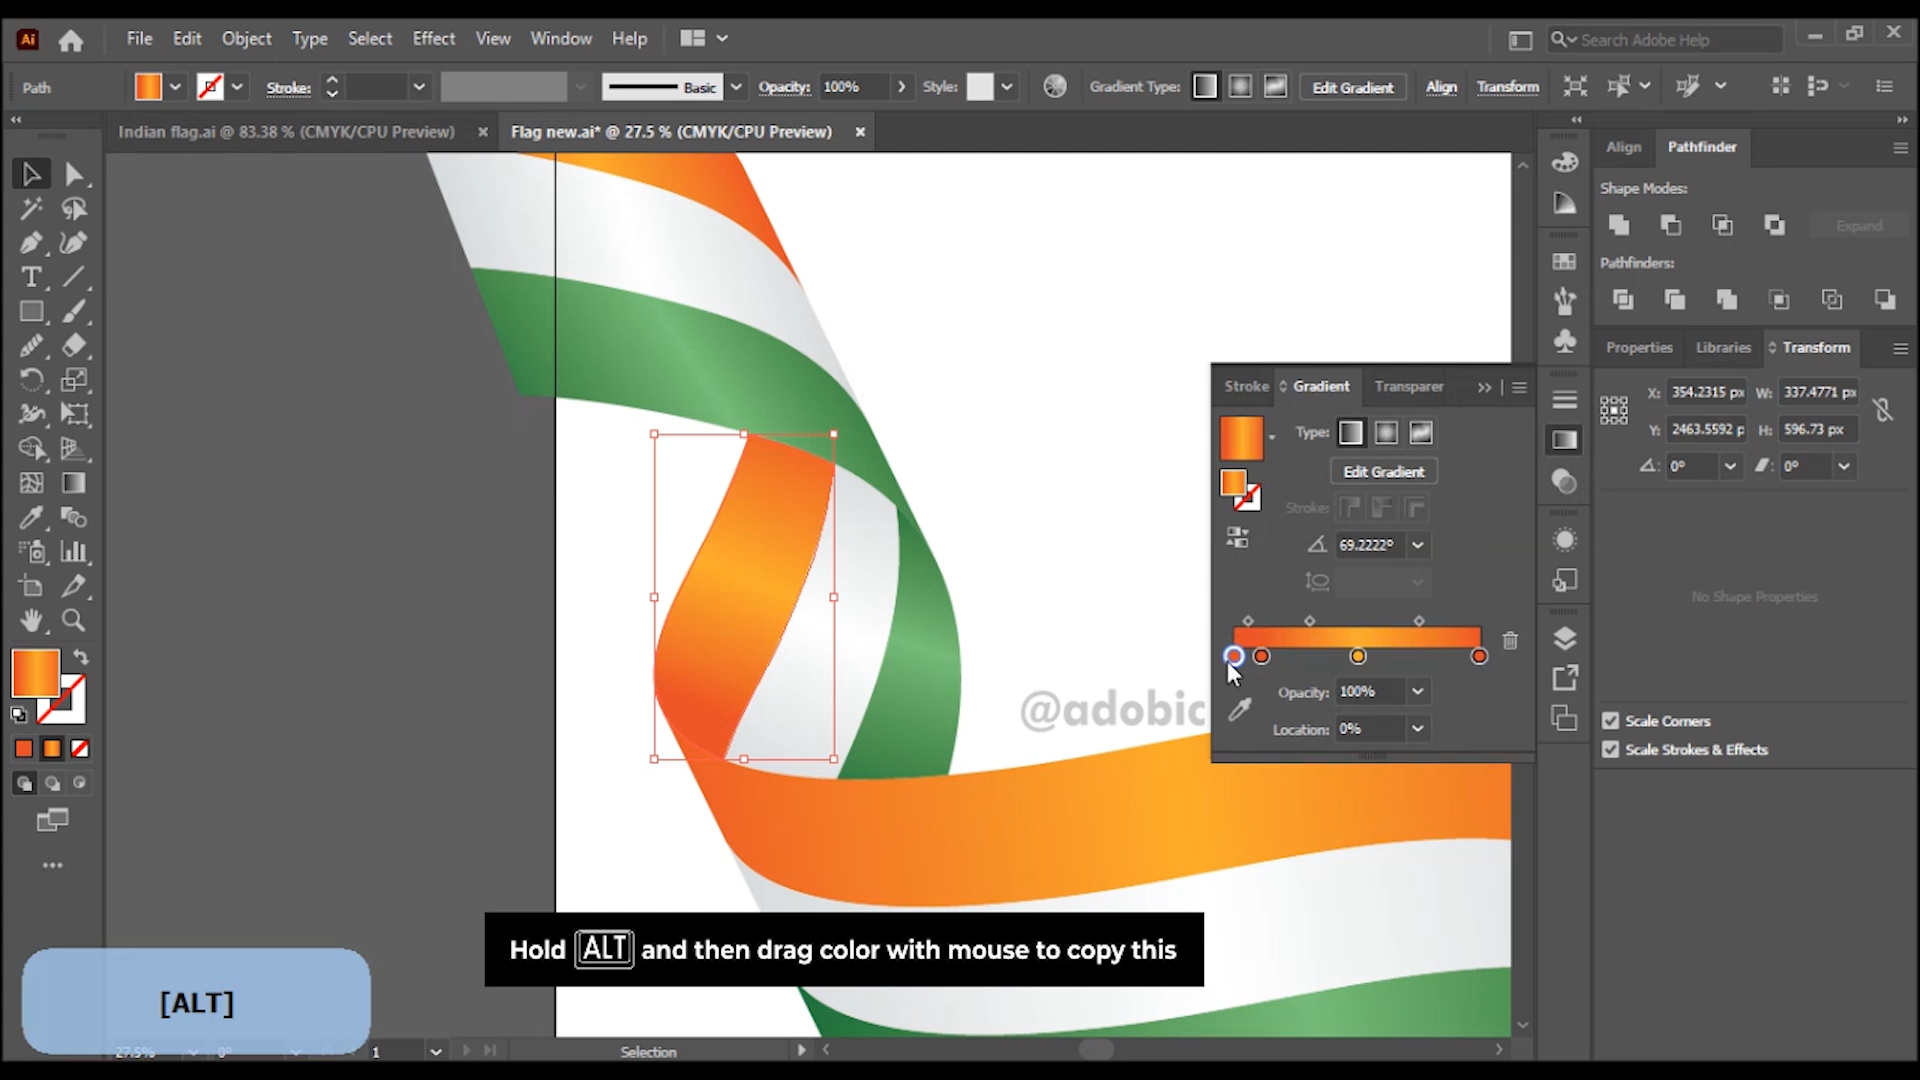 Ai File Edit Object Type Select Effect View Window Help Search Adobe Help
Path Stroke: Basic Opacity: 100% Style: Gradient Type: Edit Gradient Align Transform
Indian flag.ai @ 83.38 % (CMYK/CPU Preview) Flag new.ai* @ 27.5 % (CMYK/CPU Preview)
Align Pathfinder
Shape Modes:
Expand
Pathfinders:
Properties Libraries Transform
X: 354.2315 px W: 337.4771 px
Y: 2463.5592 p H: 596.73 px
0° 0°
No Shape Properties
Scale Corners
Scale Strokes & Effects
Stroke Gradient Transparer
Type:
Edit Gradient
Stroke:
69.2222°
Opacity: 100%
Location: 0%
@adobic
Hold ALT and then drag color with mouse to copy this
[ALT]
27.5% 0° 1 Selection